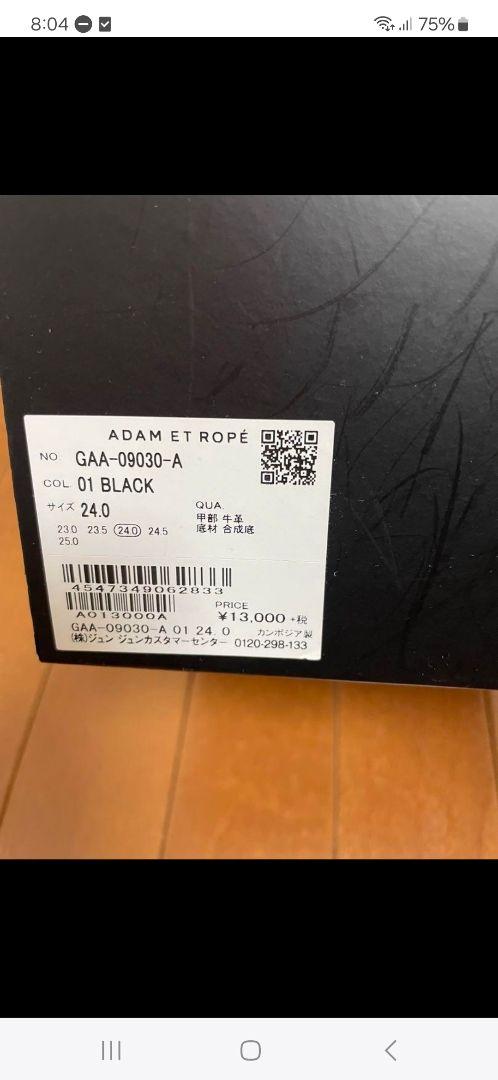 8:04
75%
ADAM ET ROPÉ
NO. GAA-09030-A
COL. 01 BLACK
サイズ 24.0
QUA.
甲部 牛革
底材 合成底
23.0 23.5 24.0 24.5
25.0
4547349062833
A013000A
PRICE
¥13,000 +税
GAA-09030-A 01 24.0 カンボジア製
(株)ジュン ジュンカスタマーセンター 0120-298-133